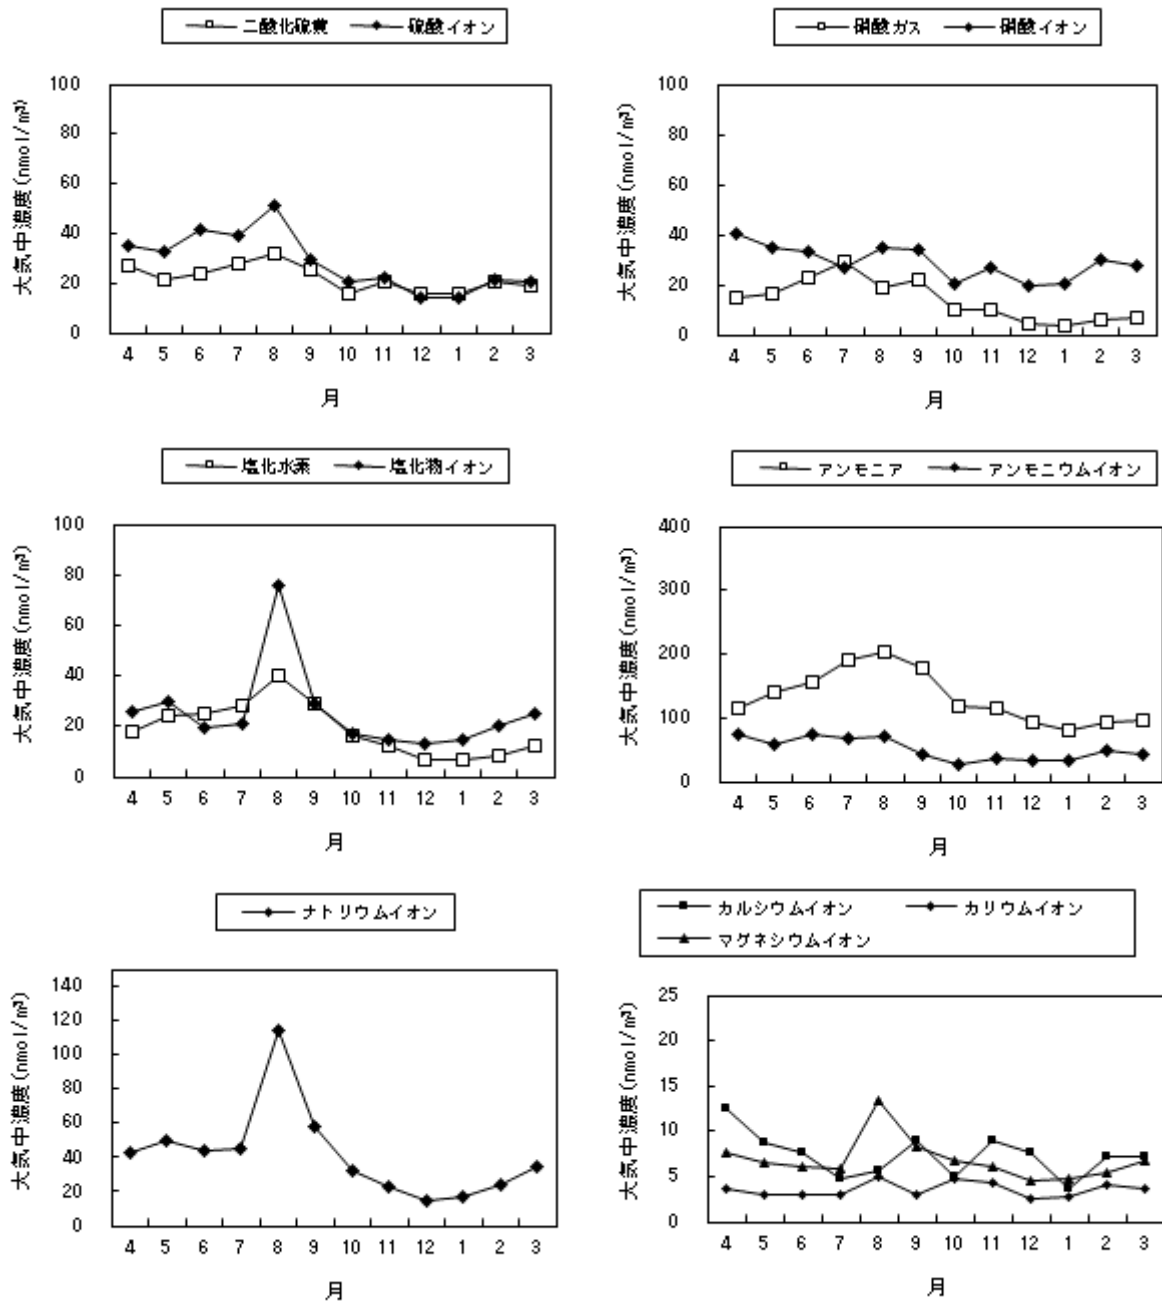 二酸化硫黄 硫酸イオン
100
80
60
40
20
0
大気中濃度(nmol/m³)
4 5 6 7 8 9 10 11 12 1 2 3
月
硝酸ガス 硝酸イオン
100
80
60
40
20
0
大気中濃度(nmol/m³)
4 5 6 7 8 9 10 11 12 1 2 3
月
塩化水素 塩化物イオン
100
80
60
40
20
0
大気中濃度(nmol/m³)
4 5 6 7 8 9 10 11 12 1 2 3
月
アンモニア アンモニウムイオン
400
300
200
100
0
大気中濃度(nmol/m³)
4 5 6 7 8 9 10 11 12 1 2 3
月
ナトリウムイオン
140
120
100
80
60
40
20
0
大気中濃度(nmol/m³)
4 5 6 7 8 9 10 11 12 1 2 3
月
カルシウムイオン カリウムイオン
マグネシウムイオン
25
20
15
10
5
0
大気中濃度(nmol/m³)
4 5 6 7 8 9 10 11 12 1 2 3
月